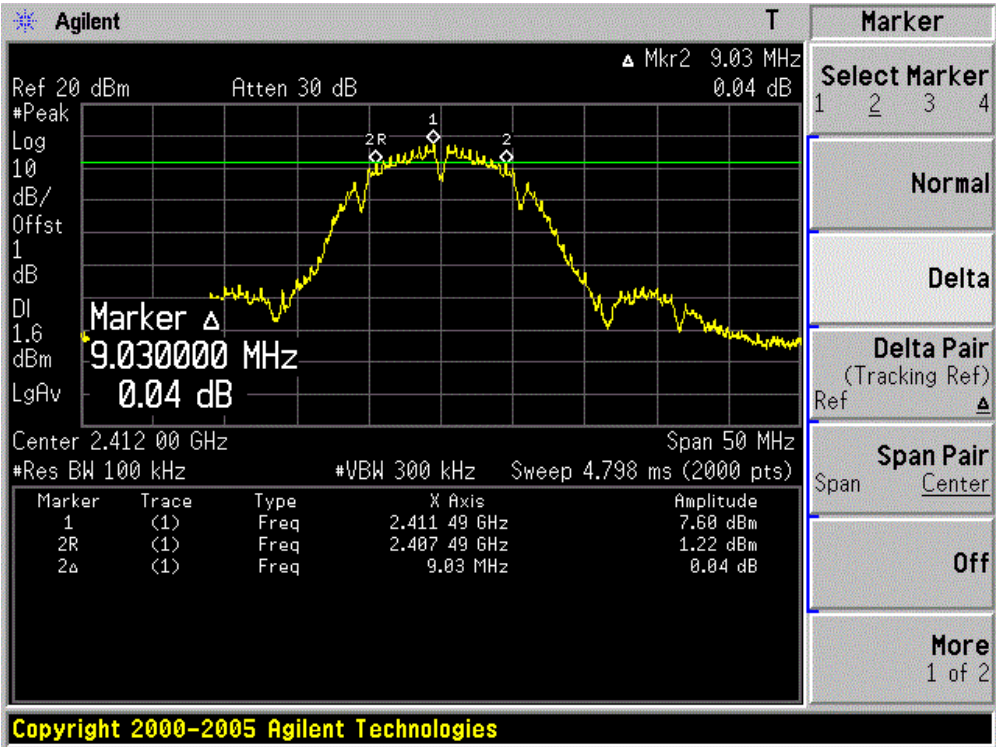 Agilent
T
Marker
Δ Mkr2 9.03 MHz
Ref 20 dBm Atten 30 dB 0.04 dB
#Peak
Log
10
dB/
Offst
1
dB
DI
1.6
dBm
LgAv
1
2R
2
Marker Δ
9.030000 MHz
0.04 dB
Center 2.412 00 GHz Span 50 MHz
#Res BW 100 kHz #VBW 300 kHz Sweep 4.798 ms (2000 pts)
Marker Trace Type X Axis Amplitude
1 (1) Freq 2.411 49 GHz 7.60 dBm
2R (1) Freq 2.407 49 GHz 1.22 dBm
2Δ (1) Freq 9.03 MHz 0.04 dB
Select Marker
1 2 3 4
Normal
Delta
Delta Pair
(Tracking Ref)
Ref Δ
Span Pair
Span Center
Off
More
1 of 2
Copyright 2000-2005 Agilent Technologies